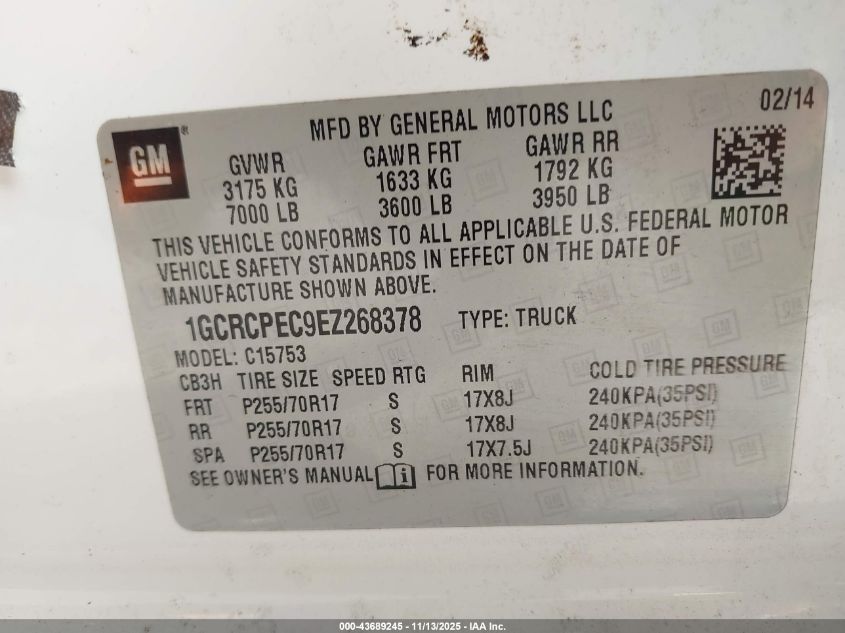 02/14
GM®
MFD BY GENERAL MOTORS LLC
GVWR GAWR FRT GAWR RR
3175 KG 1633 KG 1792 KG
7000 LB 3600 LB 3950 LB
THIS VEHICLE CONFORMS TO ALL APPLICABLE U.S. FEDERAL MOTOR
VEHICLE SAFETY STANDARDS IN EFFECT ON THE DATE OF
MANUFACTURE SHOWN ABOVE.
1GCRCPEC9EZ268378 TYPE: TRUCK
MODEL: C15753
CB3H TIRE SIZE SPEED RTG RIM COLD TIRE PRESSURE
FRT P255/70R17 S 17X8J 240KPA(35PSI)
RR P255/70R17 S 17X8J 240KPA(35PSI)
SPA P255/70R17 S 17X7.5J 240KPA(35PSI)
SEE OWNER'S MANUAL FOR MORE INFORMATION.
000-43689245 - 11/13/2025 - IAA Inc.